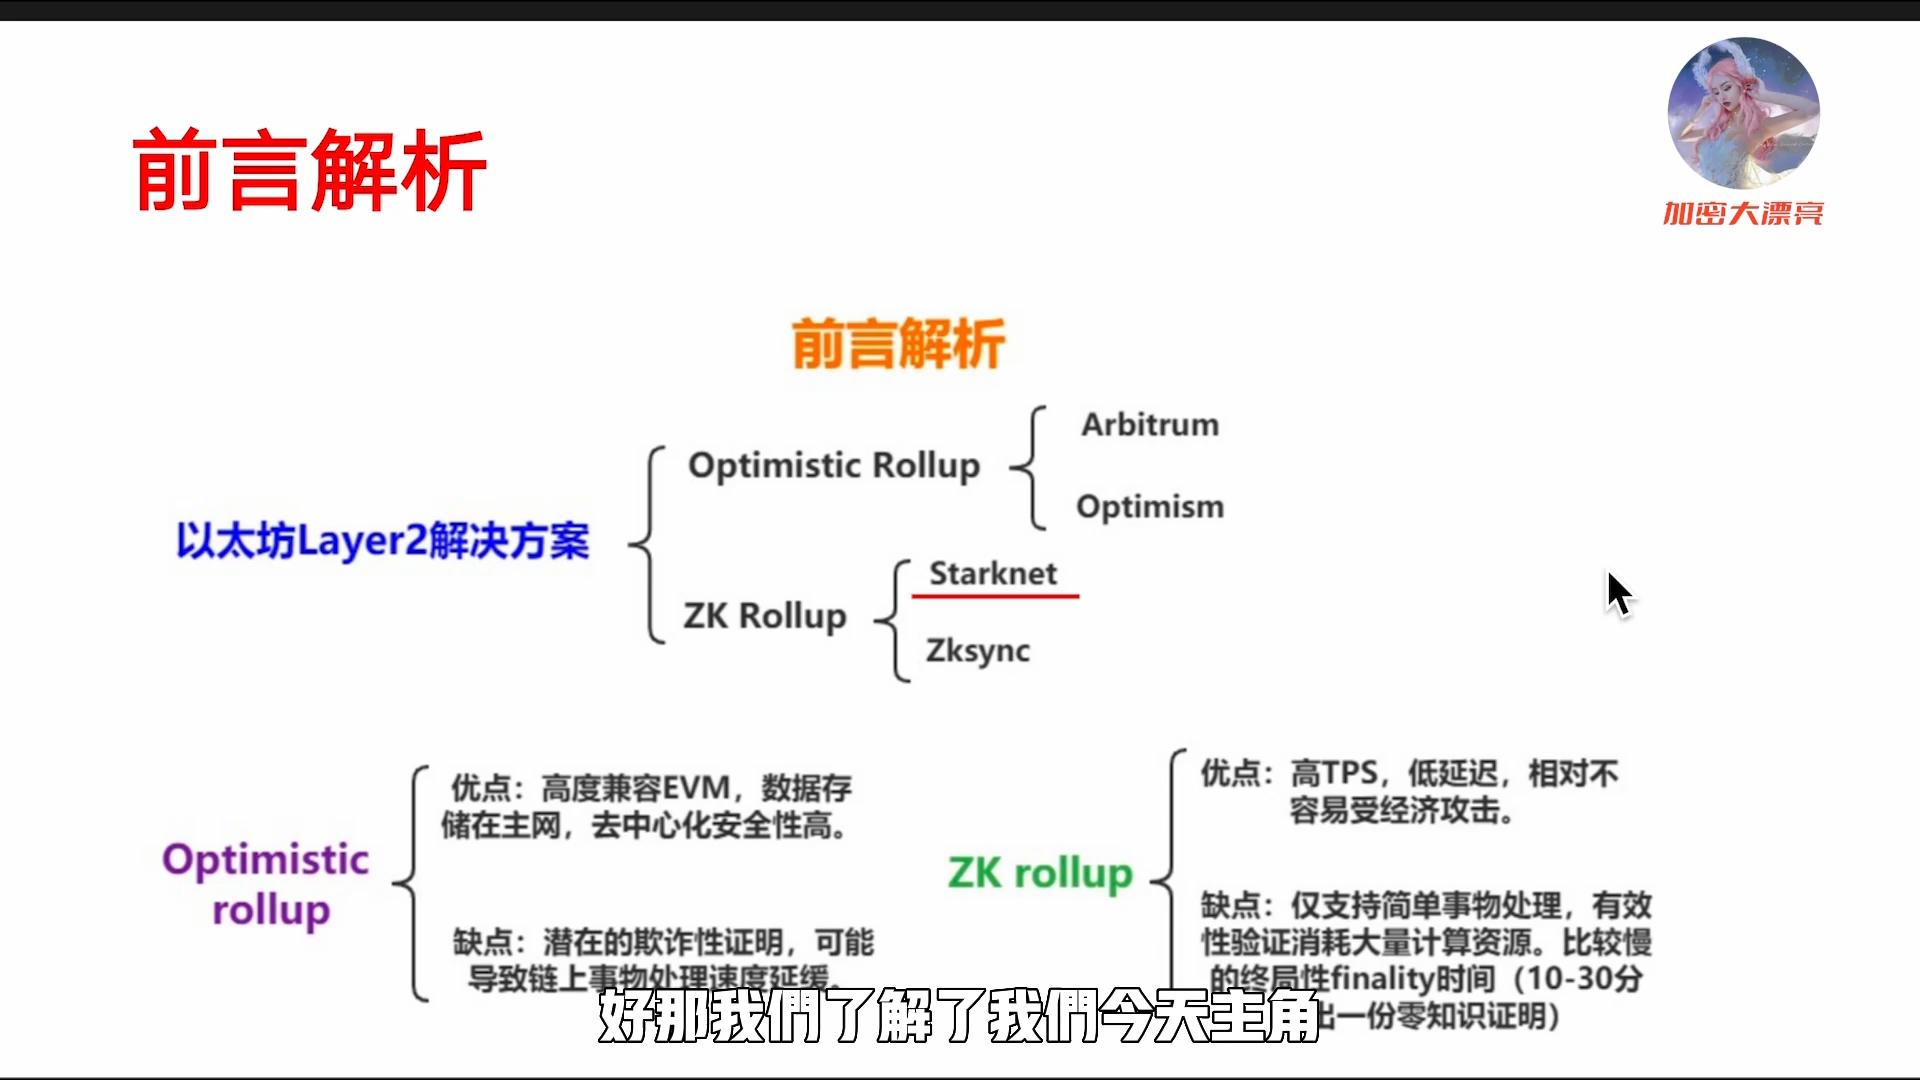 前言解析
加密大漂亮
前言解析
以太坊Layer2解决方案
Optimistic Rollup
Arbitrum
Optimism
ZK Rollup
Starknet
Zksync
Optimistic
rollup
优点：高度兼容EVM，数据存
储在主网，去中心化安全性高。
缺点：潜在的欺诈性证明，可能
导致链上事物处理速度延缓。
ZK rollup
优点：高TPS，低延迟，相对不
容易受经济攻击。
缺点：仅支持简单事物处理，有效
性验证消耗大量计算资源。比较慢
的终局性finality时间（10-30分
出一份零知识证明）
好那我們了解了我們今天主角